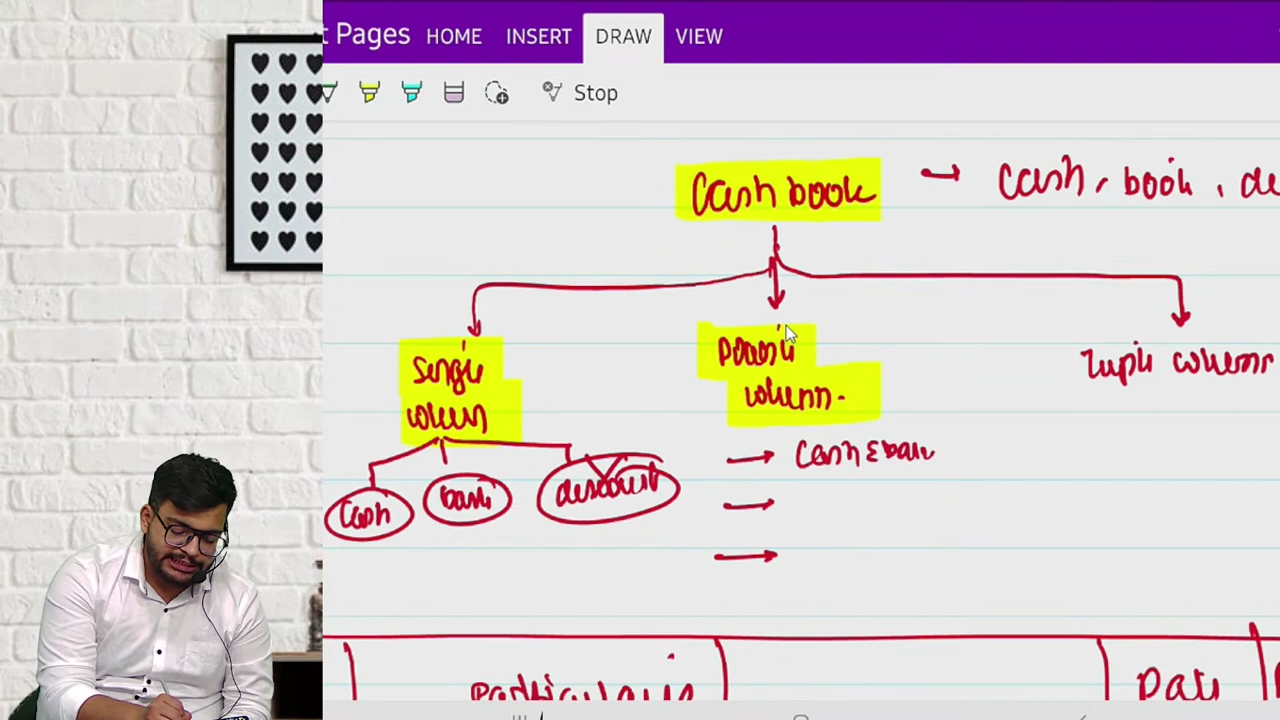 t Pages HOME INSERT DRAW VIEW
Stop
Cash book → Cash, book, de
Single column
Double column.
Triple column
cash bank discount
→ Cash & bank
→
→
Particulars
Date